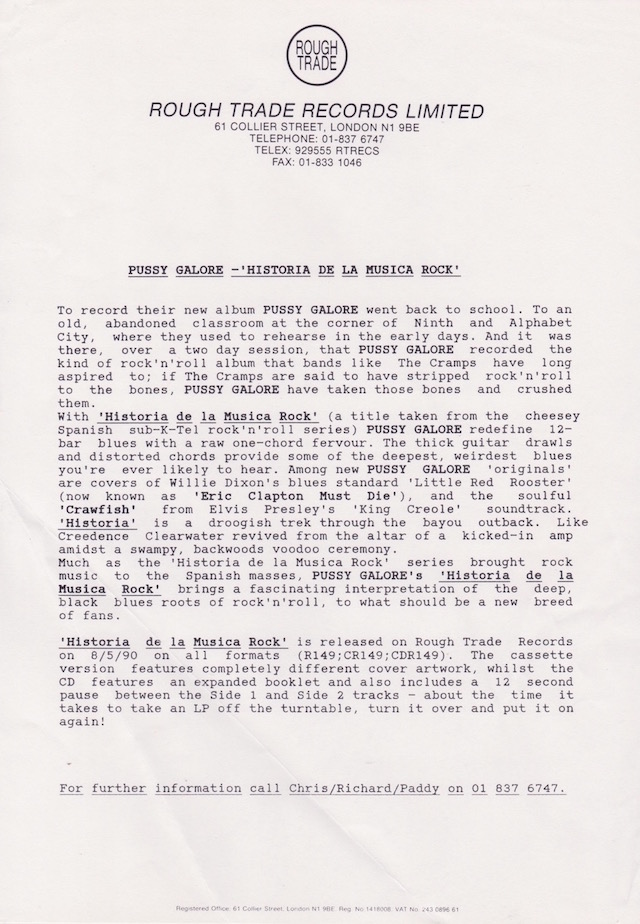 ROUGH
TRADE
ROUGH TRADE RECORDS LIMITED
61 COLLIER STREET, LONDON N1 9BE
TELEPHONE: 01-837 6747
TELEX: 929555 RTRECS
FAX: 01-833 1046
PUSSY GALORE -'HISTORIA DE LA MUSICA ROCK'
To record their new album PUSSY GALORE went back to school. To an
old, abandoned classroom at the corner of Ninth and Alphabet
City, where they used to rehearse in the early days. And it was
there, over a two day session, that PUSSY GALORE recorded the
kind of rock'n'roll album that bands like The Cramps have long
aspired to; if The Cramps are said to have stripped rock'n'roll
to the bones, PUSSY GALORE have taken those bones and crushed
them.
With 'Historia de la Musica Rock' (a title taken from the cheesey
Spanish sub-K-Tel rock'n'roll series) PUSSY GALORE redefine 12-
bar blues with a raw one-chord fervour. The thick guitar drawls
and distorted chords provide some of the deepest, weirdest blues
you're ever likely to hear. Among new PUSSY GALORE 'originals'
are covers of Willie Dixon's blues standard 'Little Red Rooster'
(now known as 'Eric Clapton Must Die'), and the soulful
'Crawfish' from Elvis Presley's 'King Creole' soundtrack.
'Historia' is a droogish trek through the bayou outback. Like
Creedence Clearwater revived from the altar of a kicked-in amp
amidst a swampy, backwoods voodoo ceremony.
Much as the 'Historia de la Musica Rock' series brought rock
music to the Spanish masses, PUSSY GALORE's 'Historia de la
Musica Rock' brings a fascinating interpretation of the deep,
black blues roots of rock'n'roll, to what should be a new breed
of fans.
'Historia de la Musica Rock' is released on Rough Trade Records
on 8/5/90 on all formats (R149;CR149;CDR149). The cassette
version features completely different cover artwork, whilst the
CD features an expanded booklet and also includes a 12 second
pause between the Side 1 and Side 2 tracks - about the time it
takes to take an LP off the turntable, turn it over and put it on
again!
For further information call Chris/Richard/Paddy on 01 837 6747.
Registered Office: 61 Collier Street, London N1 9BE. Reg. No 1418008. VAT No. 243 0896 61